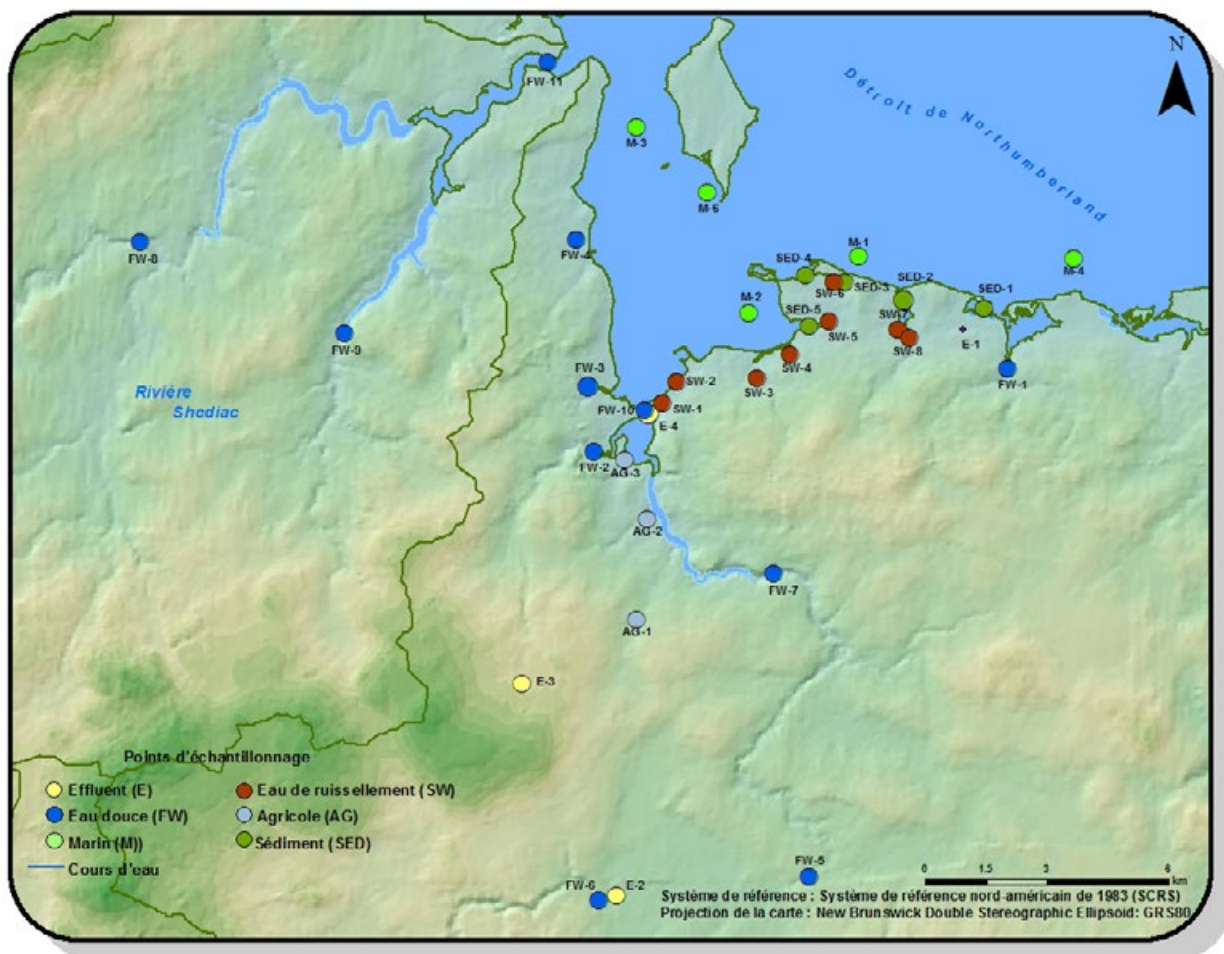 N
Détroit de Northumberland
FW-11
M-3
M-6
FW-8
FW-4
M-1
M-4
SED-4
SED-2
SED-3
SED-1
SW-6
M-2
SED-5
SW-7
SW-5
E-1
SW-8
FW-9
SW-4
FW-3
SW-2
SW-3
FW-1
Rivière
Shediac
FW-10
SW-1
E-4
FW-2
AG-3
AG-2
FW-7
AG-1
E-3
Points d'échantillonnage
Effluent (E)
Eau de ruissellement (SW)
Eau douce (FW)
Agricole (AG)
Marin (M))
Sédiment (SED)
Cours d'eau
FW-5
FW-6
E-2
0 1.5 3 6
km
Système de référence : Système de référence nord-américain de 1983 (SCRS)
Projection de la carte : New Brunswick Double Stereographic Ellipsoid: GRS80